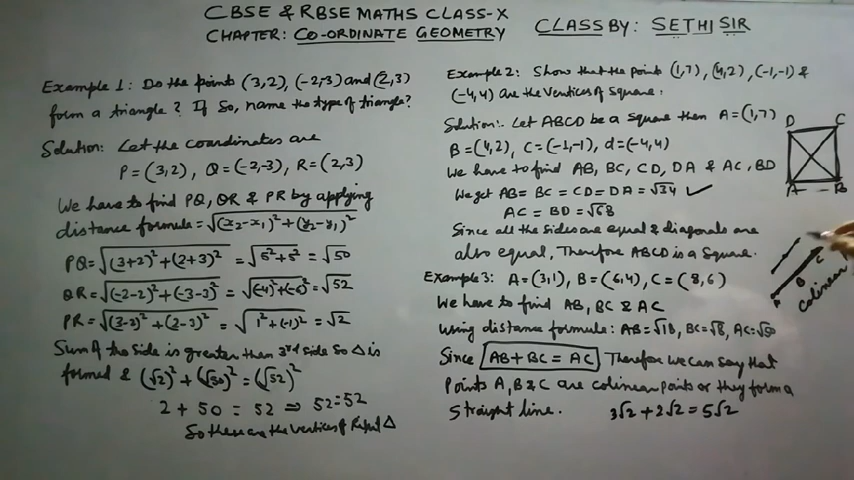 CBSE & RBSE MATHS CLASS-X
CHAPTER: CO-ORDINATE GEOMETRY
CLASS BY: SETHI SIR
Example 1: Do the points (3,2), (-2,-3) and (2,3)
form a triangle? If So, name the type of triangle?
Solution: Let the coordinates are
P = (3,2), Q = (-2,-3), R = (2,3)
We have to find PQ, QR & PR by applying
distance formula = √(x₂-x₁)² + (y₂-y₁)²
PQ = √(3+2)² + (2+3)² = √5² + 5² = √50
QR = √(-2-2)² + (-3-3)² = √(-4)² + (-6)² = √52
PR = √(3-2)² + (2-3)² = √1² + (-1)² = √2
Sum of the side is greater than 3rd side so △ is
formed & (√2)² + (√50)² = (√52)²
2 + 50 = 52 ⇒ 52 = 52
So these are the vertices of Right △
Example 2: Show that the point (1,7), (4,2), (-1,-1) &
(-4,4) are the vertices of square.
Solution:- Let ABCD be a square then A = (1,7)
B = (4,2), C = (-1,-1), d = (-4,4)
We have to find AB, BC, CD, DA & AC, BD
We get AB = BC = CD = DA = √34 ✓
AC = BD = √68
Since all the sides are equal & diagonals are
also equal, Therefore ABCD is a Square.
D C
A B
A B C
Colinear
Example 3: A = (3,1), B = (6,4), C = (8,6)
We have to find AB, BC & AC
Using distance formula: AB = √18, BC = √8, AC = √50
Since AB + BC = AC Therefore we can say that
Points A, B & C are colinear points or they form a
Straight line. 3√2 + 2√2 = 5√2